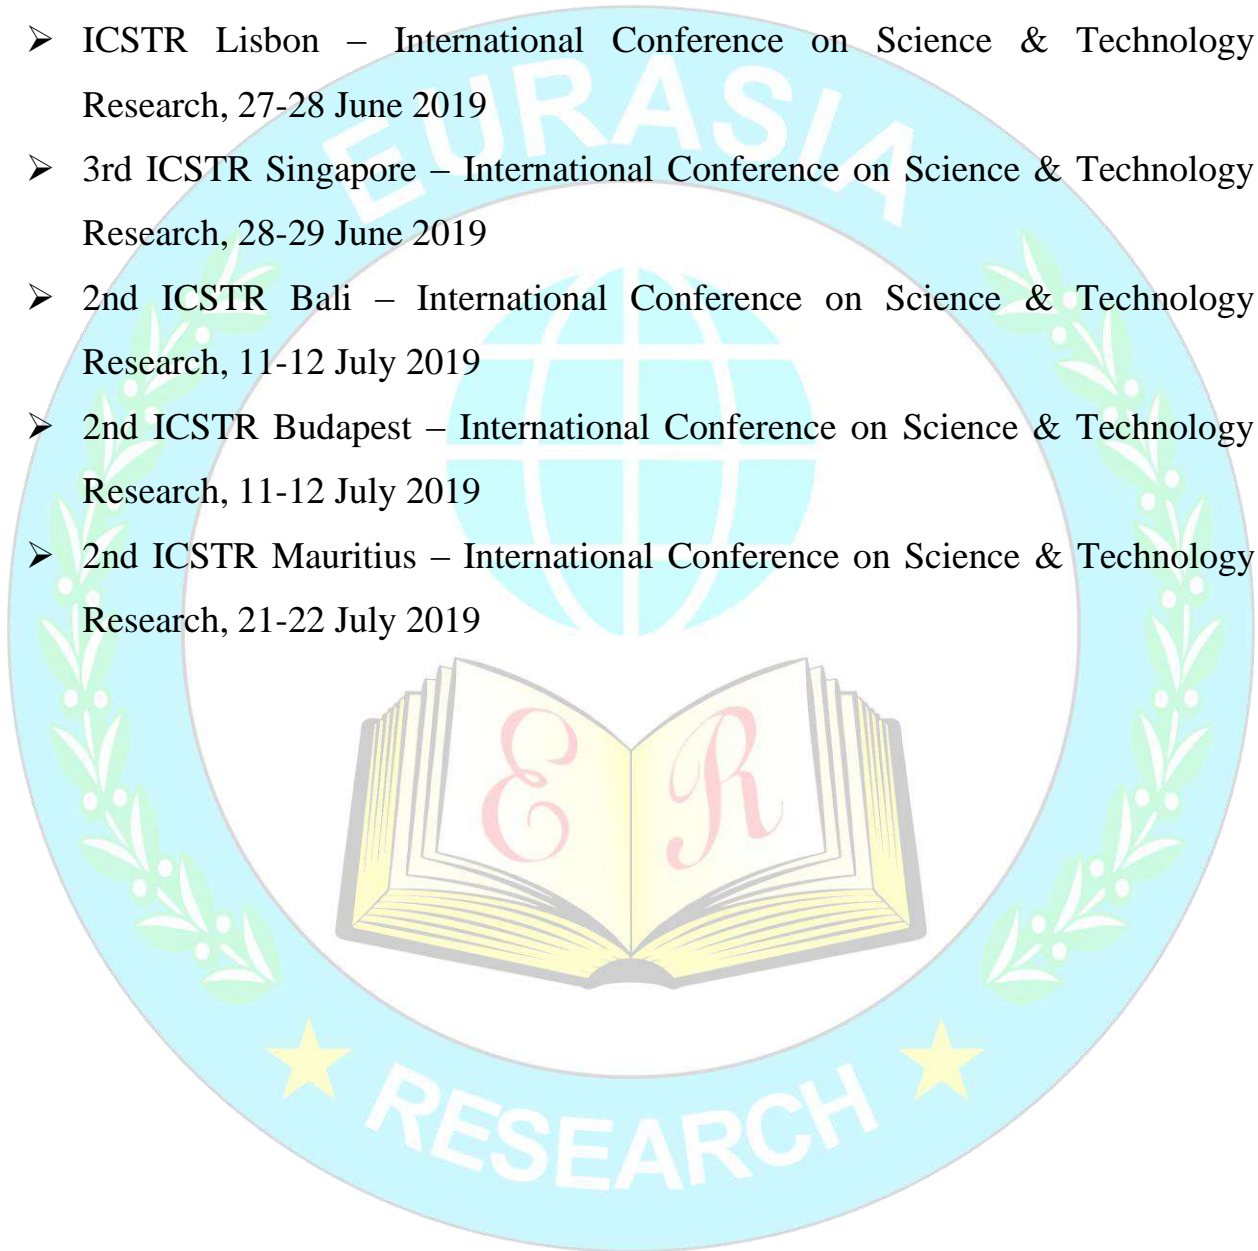 ➢ ICSTR Lisbon – International Conference on Science & Technology
Research, 27-28 June 2019
➢ 3rd ICSTR Singapore – International Conference on Science & Technology
Research, 28-29 June 2019
➢ 2nd ICSTR Bali – International Conference on Science & Technology
Research, 11-12 July 2019
➢ 2nd ICSTR Budapest – International Conference on Science & Technology
Research, 11-12 July 2019
➢ 2nd ICSTR Mauritius – International Conference on Science & Technology
Research, 21-22 July 2019
EURASIA
E R
RESEARCH